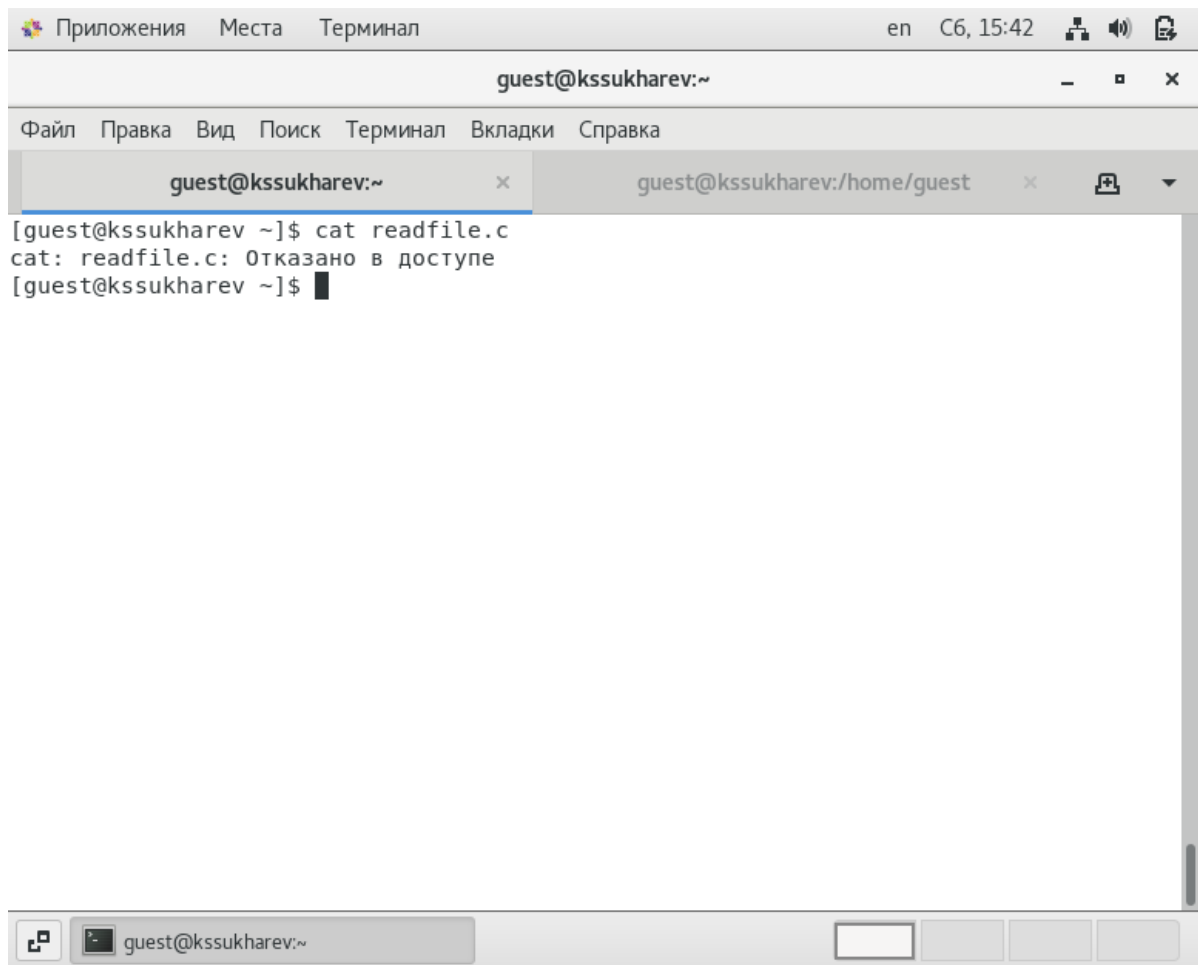 Приложения Места Терминал en Сб, 15:42
guest@kssukharev:~
Файл Правка Вид Поиск Терминал Вкладки Справка
guest@kssukharev:~ guest@kssukharev:/home/guest
[guest@kssukharev ~]$ cat readfile.c
cat: readfile.c: Отказано в доступе
[guest@kssukharev ~]$
guest@kssukharev:~